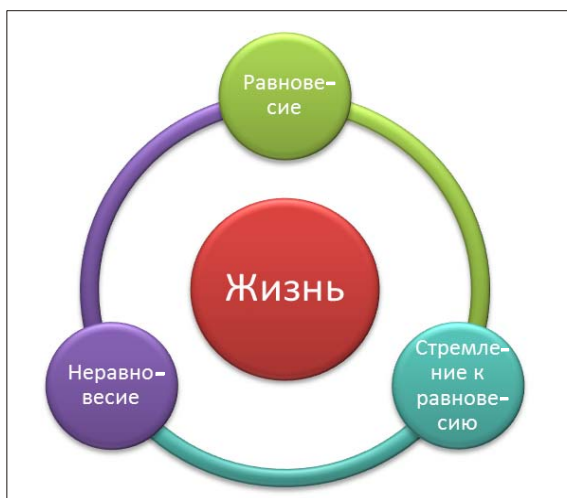 Равнове-
сие
Жизнь
Неравно-
весие
Стремле-
ние к
равнове-
сию